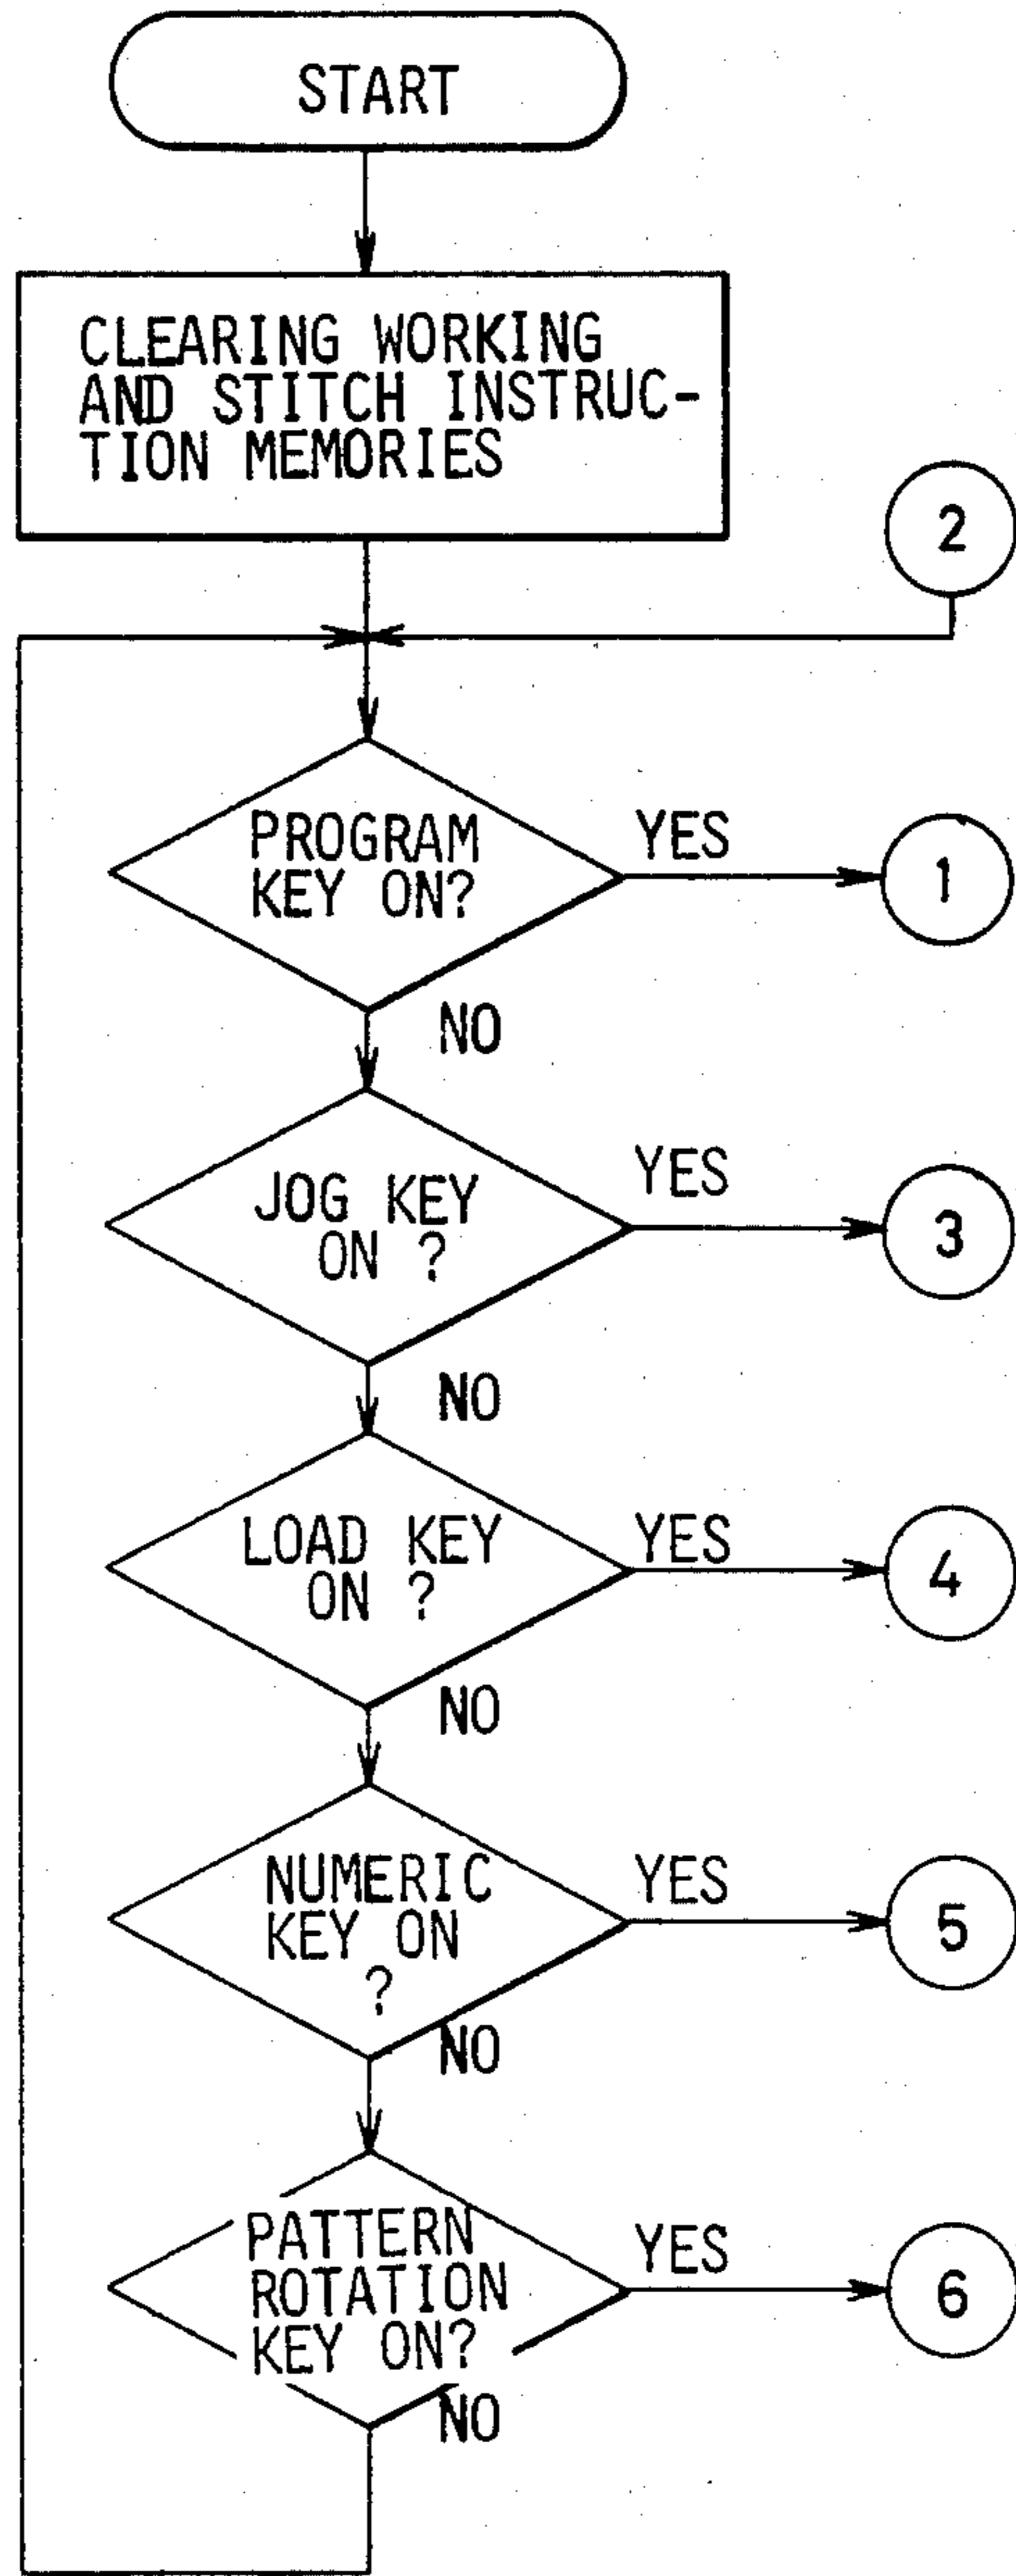 START
CLEARING WORKING
AND STITCH INSTRUC-
TION MEMORIES
2
PROGRAM
KEY ON?
YES
1
NO
JOG KEY
ON ?
YES
3
NO
LOAD KEY
ON ?
YES
4
NO
NUMERIC
KEY ON
?
YES
5
NO
PATTERN
ROTATION
KEY ON?
YES
6
NO